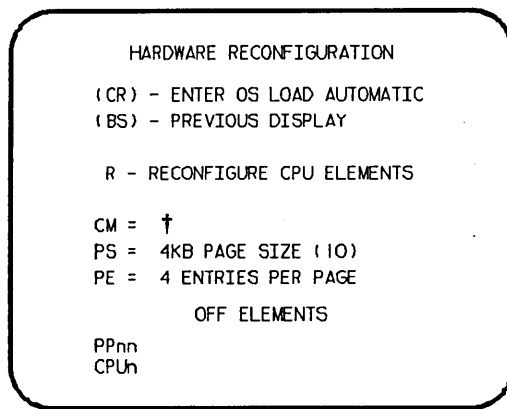 HARDWARE RECONFIGURATION
(CR) - ENTER OS LOAD AUTOMATIC
(BS) - PREVIOUS DISPLAY
R - RECONFIGURE CPU ELEMENTS
CM = †
PS = 4KB PAGE SIZE (10)
PE = 4 ENTRIES PER PAGE
OFF ELEMENTS
PPnn
CPUn